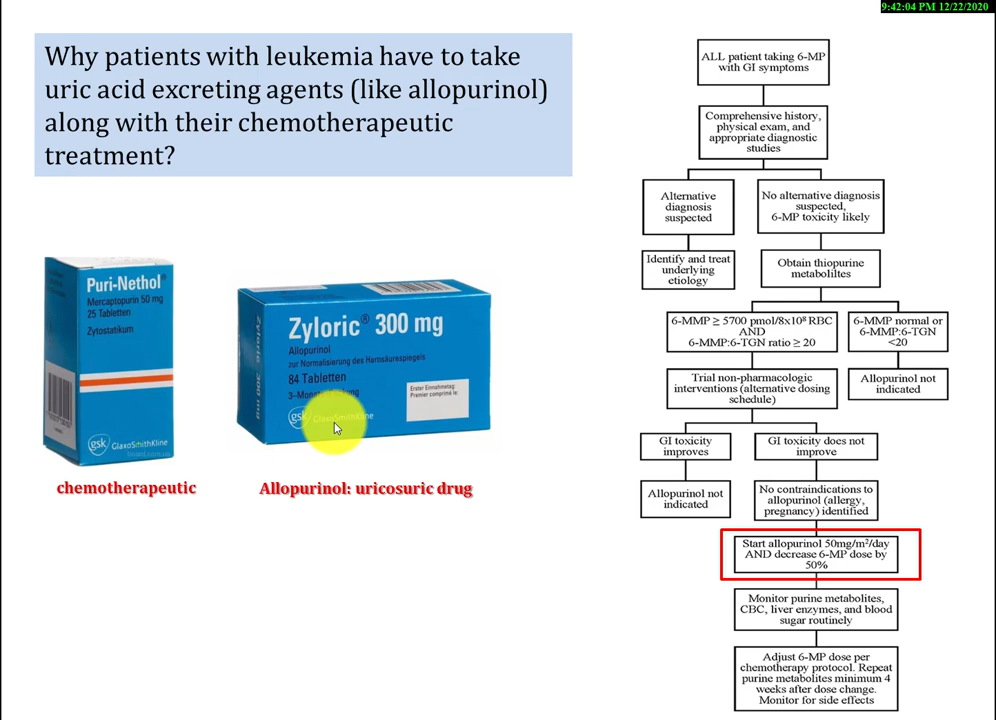 9:42:04 PM 12/22/2020
Why patients with leukemia have to take
uric acid excreting agents (like allopurinol)
along with their chemotherapeutic
treatment?
Puri-Nethol
Mercaptopurin 50 mg
25 Tabletten
Zytostatikum
gsk GlaxoSmithKline
chemotherapeutic
Zyloric® 300 mg
Allopurinol
zur Normalisierung des Harnsäurespiegels
84 Tabletten
Erster Einnahmetag:
Premier comprimé le:
gsk GlaxoSmithKline
Allopurinol: uricosuric drug
ALL patient taking 6-MP
with GI symptoms
Comprehensive history,
physical exam, and
appropriate diagnostic
studies
Alternative
diagnosis
suspected
No alternative diagnosis
suspected,
6-MP toxicity likely
Identify and treat
underlying
etiology
Obtain thiopurine
metaboliltes
6-MMP ≥ 5700 pmol/8x10⁸ RBC
AND
6-MMP:6-TGN ratio ≥ 20
6-MMP normal or
6-MMP:6-TGN
<20
Trial non-pharmacologic
interventions (alternative dosing
schedule)
Allopurinol not
indicated
GI toxicity
improves
GI toxicity does not
improve
Allopurinol not
indicated
No contraindications to
allopurinol (allergy,
pregnancy) identified
Start allopurinol 50mg/m²/day
AND decrease 6-MP dose by
50%
Monitor purine metabolites,
CBC, liver enzymes, and blood
sugar routinely
Adjust 6-MP dose per
chemotherapy protocol. Repeat
purine metabolites minimum 4
weeks after dose change.
Monitor for side effects